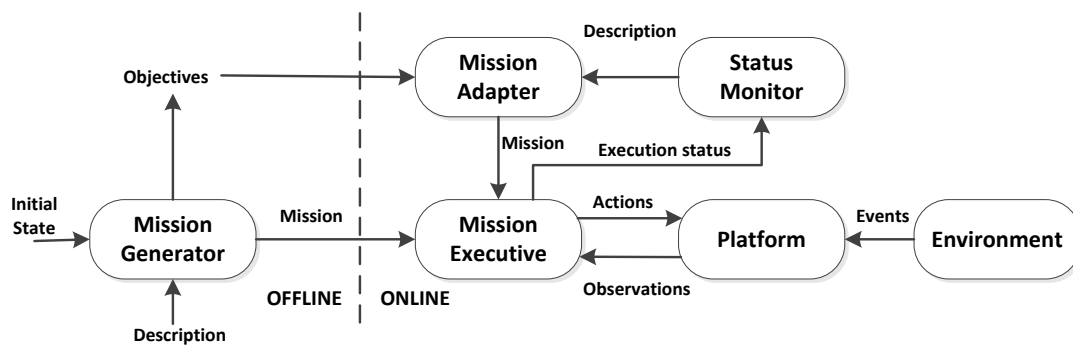 Description
Mission
Adapter
Status
Monitor
Objectives
Mission
Execution status
Initial
State
Mission
Generator
Mission
Mission
Executive
Actions
Platform
Events
Environment
Observations
OFFLINE
ONLINE
Description